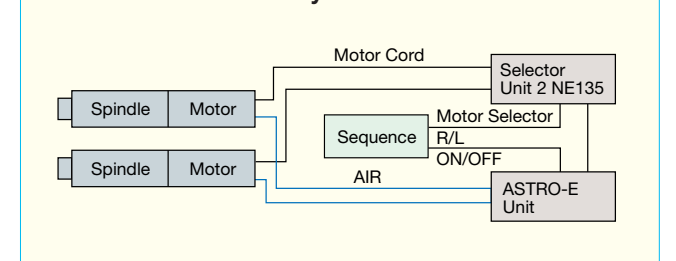 Motor Cord
Selector
Unit 2 NE135
Spindle Motor
Motor Selector
Sequence
R/L
ON/OFF
Spindle Motor
AIR
ASTRO-E
Unit